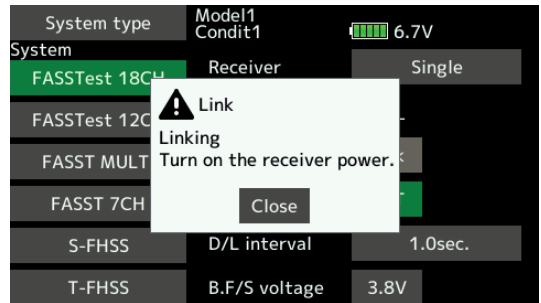 System type
Model1
Condit1
6.7V
System
FASSTest 18CH
Receiver
Single
FASSTest 12C
Link
Linking
Turn on the receiver power.
Close
FASST MULT
FASST 7CH
S-FHSS
D/L interval
1.0sec.
T-FHSS
B.F/S voltage
3.8V